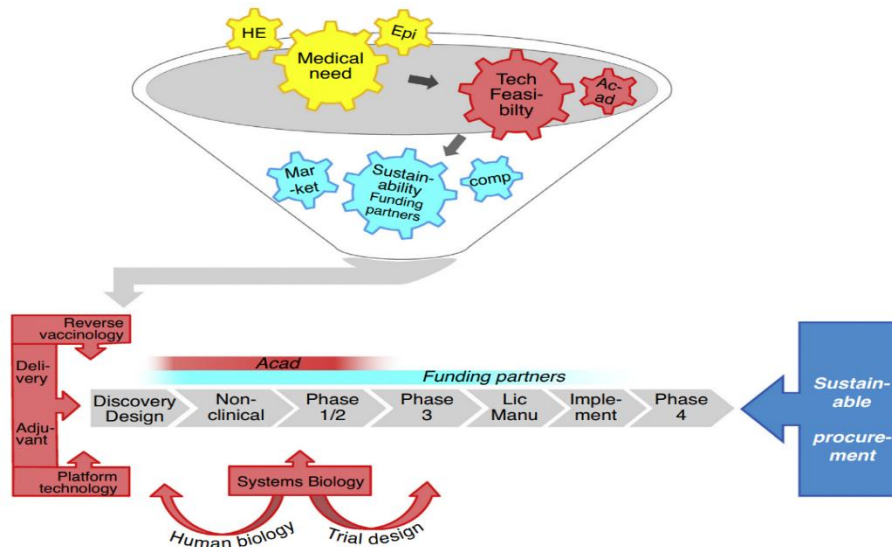 HE
Epi
Medical
need
Tech
Feasi-
bilty
Ac-
ad
Mar
-ket
Sustain-
ability
Funding
partners
comp
Reverse
vaccinology
Deli-
very
Adju-
vant
Platform
technology
Acad
Funding partners
Discovery
Design
Non-
clinical
Phase
1/2
Phase
3
Lic
Manu
Imple-
ment
Phase
4
Sustain-
able
procure-
ment
Systems Biology
Human biology
Trial design